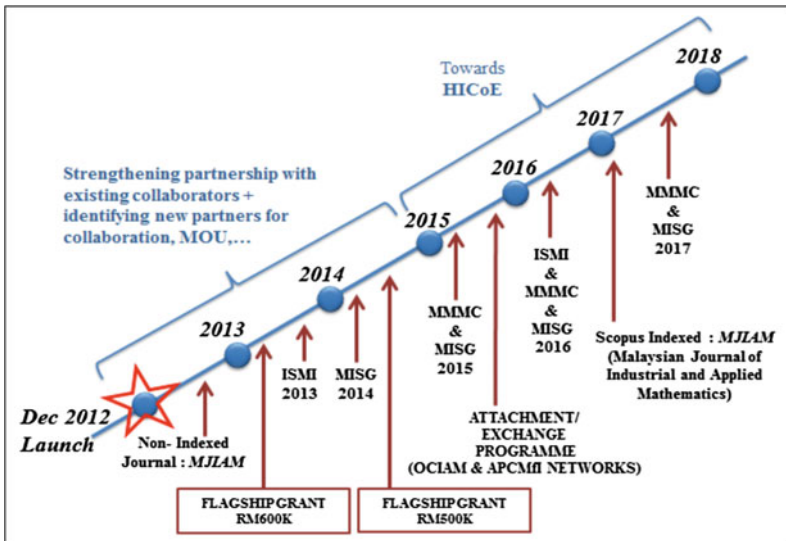 Towards
HICoE
2018
2017
2016
2015
2014
2013
Dec 2012
Launch
Strengthening partnership with
existing collaborators +
identifying new partners for
collaboration, MOU,...
Non- Indexed
Journal : MJIAM
FLAGSHIP GRANT
RM600K
ISMI
2013
MISG
2014
FLAGSHIP GRANT
RM500K
MMMC
&
MISG
2015
ATTACHMENT/
EXCHANGE
PROGRAMME
(OCIAM & APCMfI NETWORKS)
ISMI
&
MMMC
&
MISG
2016
Scopus Indexed : MJIAM
(Malaysian Journal of
Industrial and Applied
Mathematics)
MMMC
&
MISG
2017